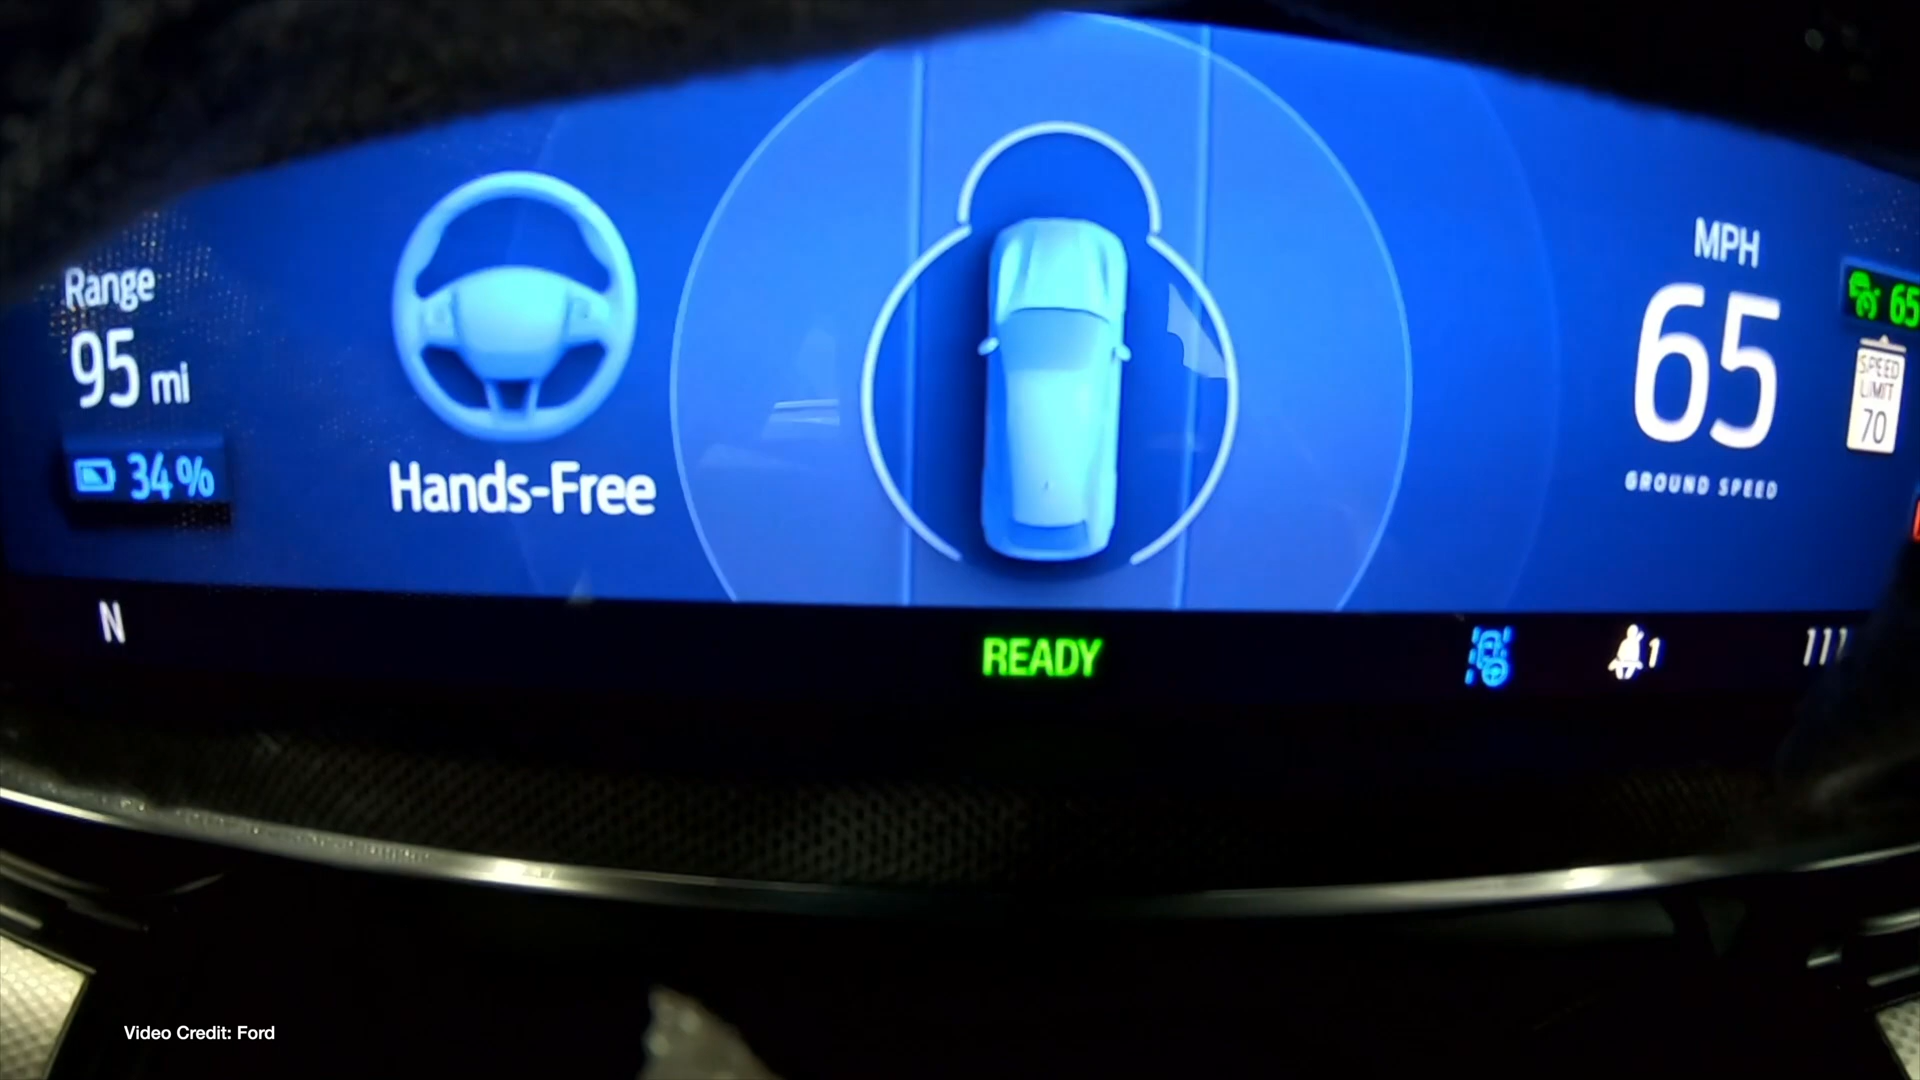 Range
95 mi
34%
Hands-Free
MPH
65
GROUND SPEED
65
SPEED
LIMIT
70
N
READY
1
Video Credit: Ford